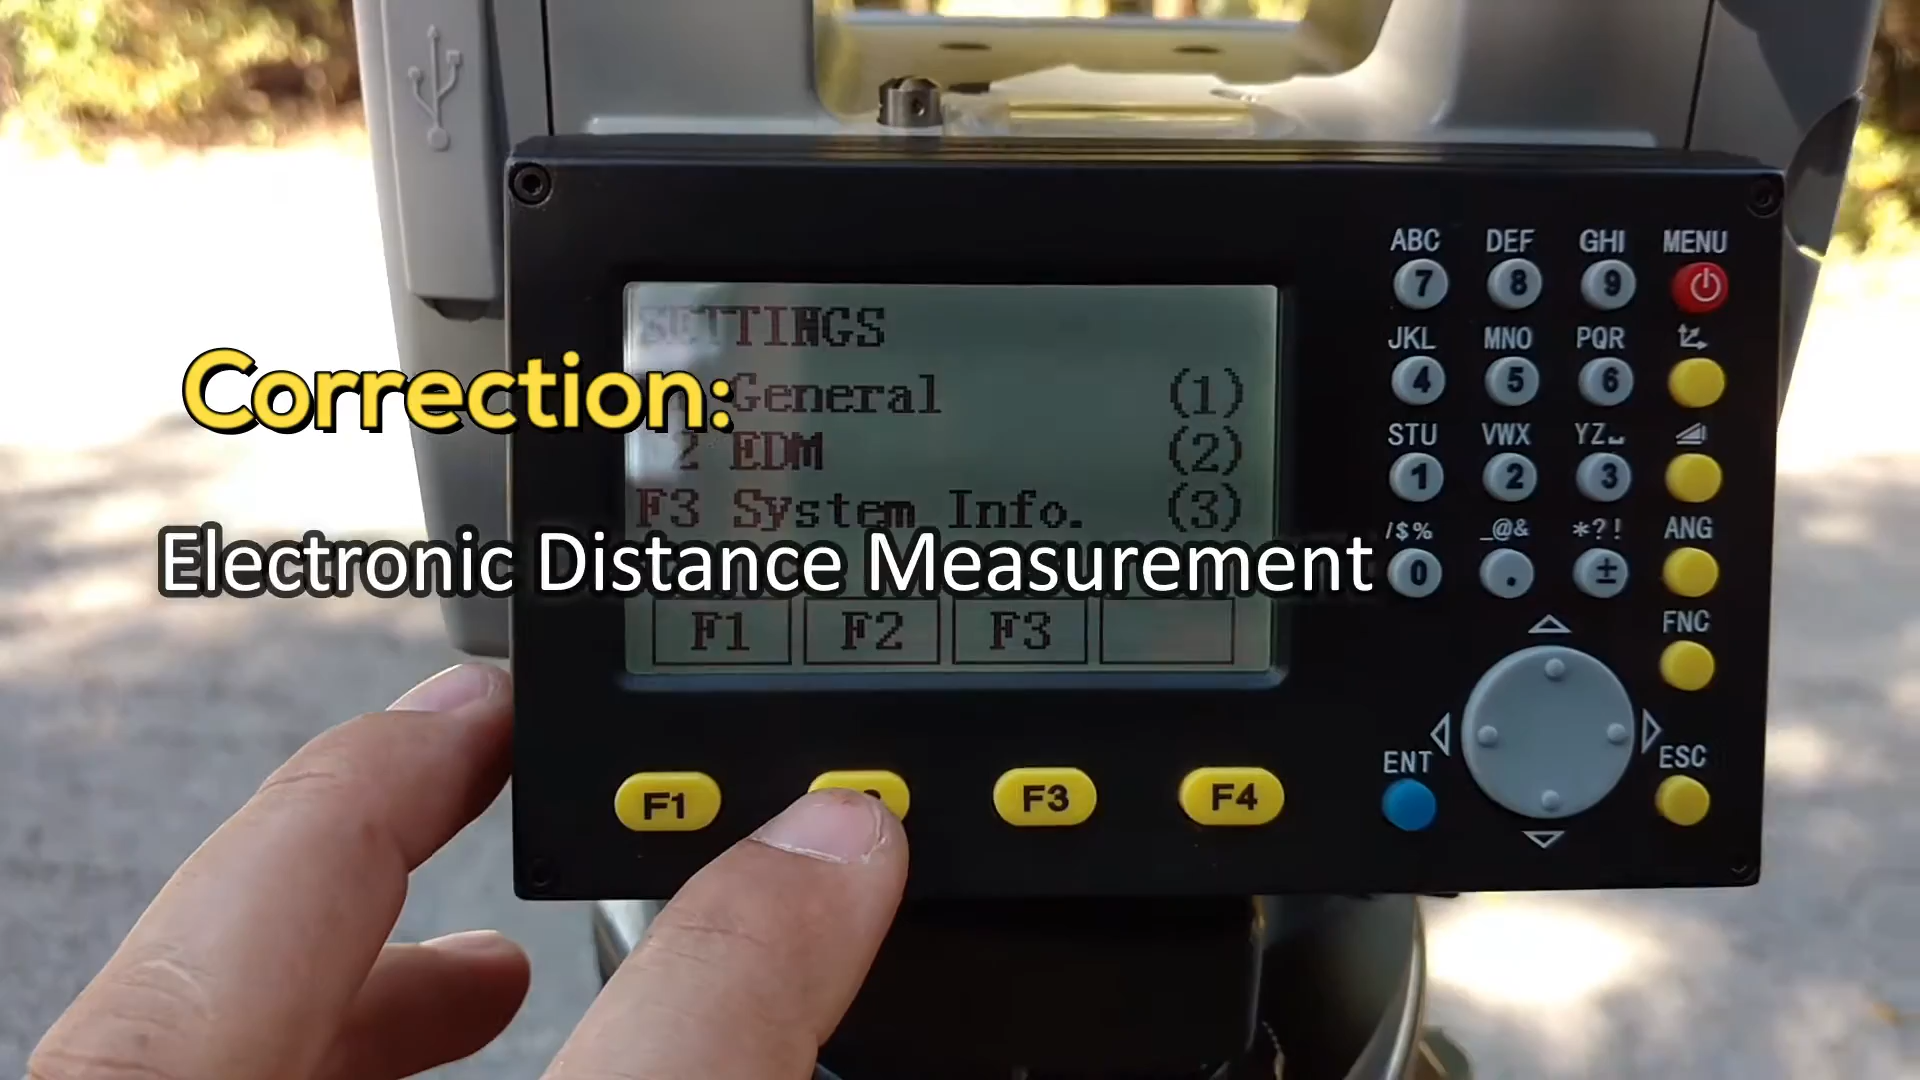 SETTINGS
Correction:
General (1)
2 EDM (2)
F3 System Info. (3)
Electronic Distance Measurement
F1 F2 F3
F1 F3 F4
ABC DEF GHI MENU
7 8 9
JKL MNO PQR
4 5 6
STU VWX YZ␣
1 2 3
/$% _@& *?! ANG
0 . ±
FNC
ENT ESC